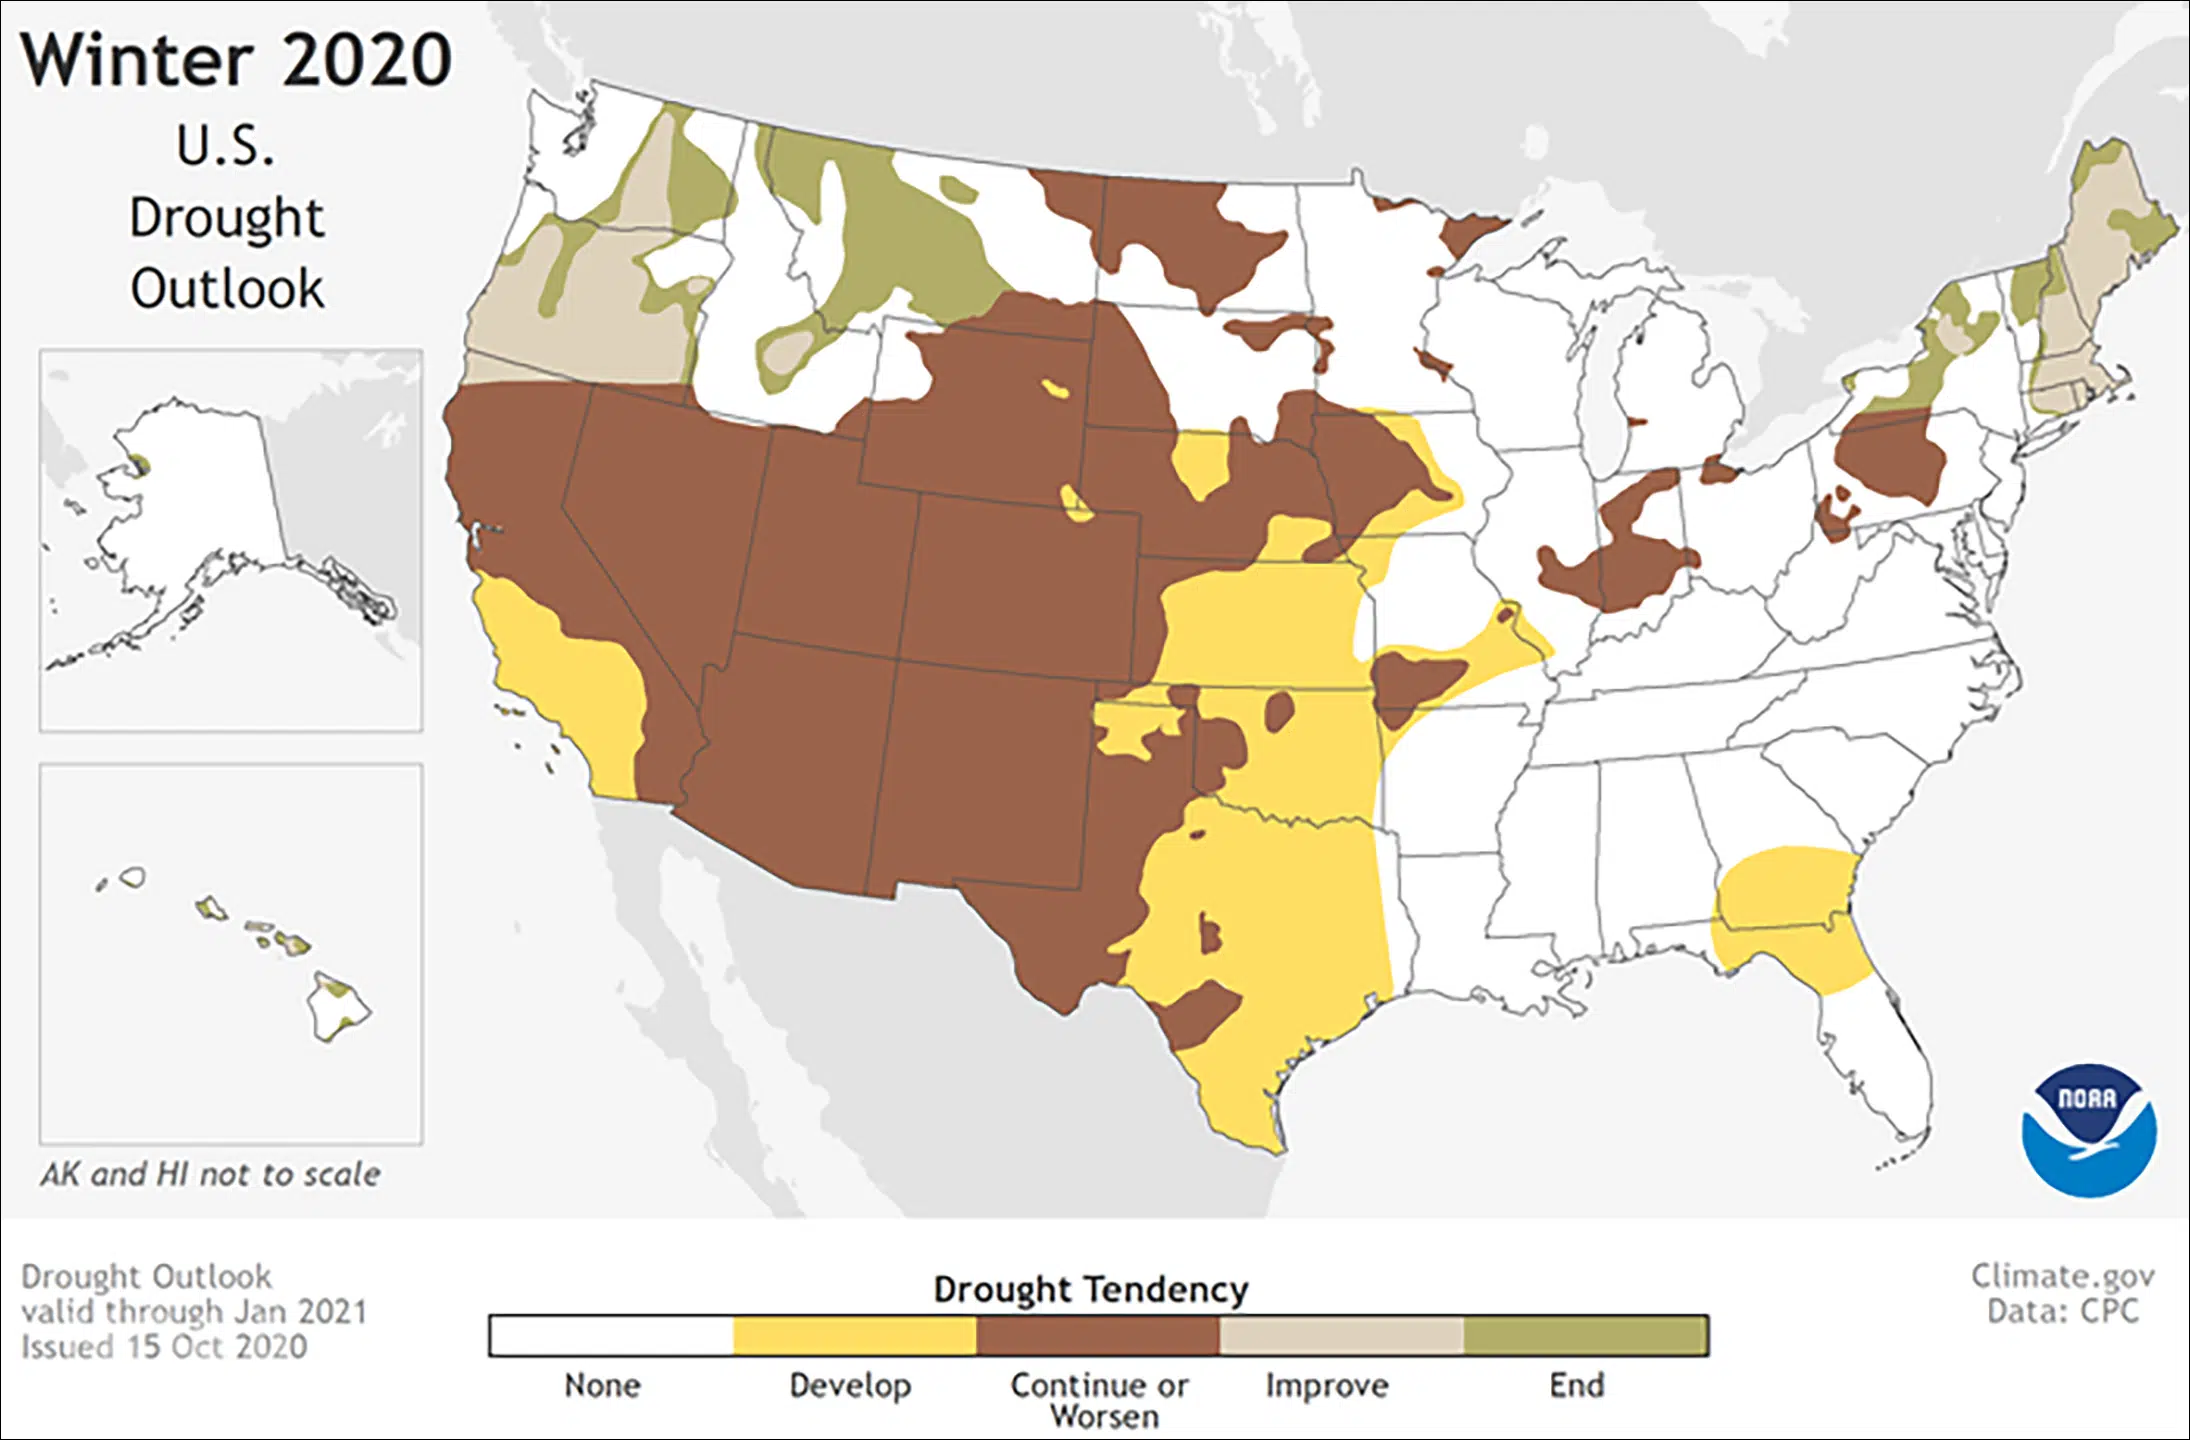 Winter 2020
U.S.
Drought
Outlook
AK and HI not to scale
NOAA
Drought Outlook
valid through Jan 2021
Issued 15 Oct 2020
Drought Tendency
None
Develop
Continue or
Worsen
Improve
End
Climate.gov
Data: CPC